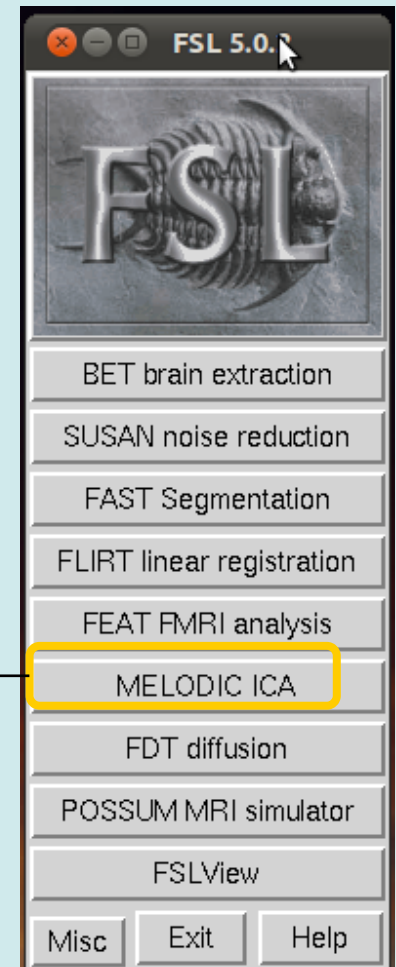 FSL 5.0.
FSL
BET brain extraction
SUSAN noise reduction
FAST Segmentation
FLIRT linear registration
FEAT FMRI analysis
MELODIC ICA
FDT diffusion
POSSUM MRI simulator
FSLView
Misc Exit Help